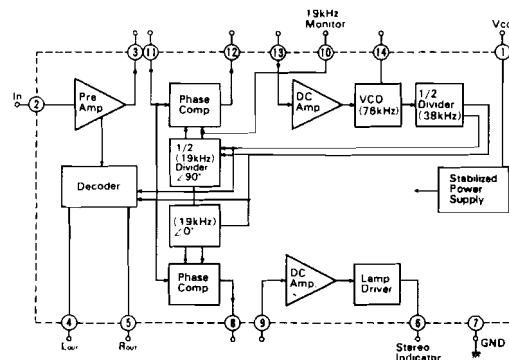 19kHz
Monitor
Vcc
3
11
12
13
10
14
1
In
2
Pre
Amp
Phase
Comp
DC
Amp
VCD
(76kHz)
1/2
Divider
(38kHz)
1/2
(19kHz)
Divider
∠90°
Decoder
(19kHz)
∠0°
Stabilized
Power
Supply
Phase
Comp
DC
Amp.
Lamp
Driver
4
5
8
9
6
7
Lout
Rout
Stereo
Indicator
GND